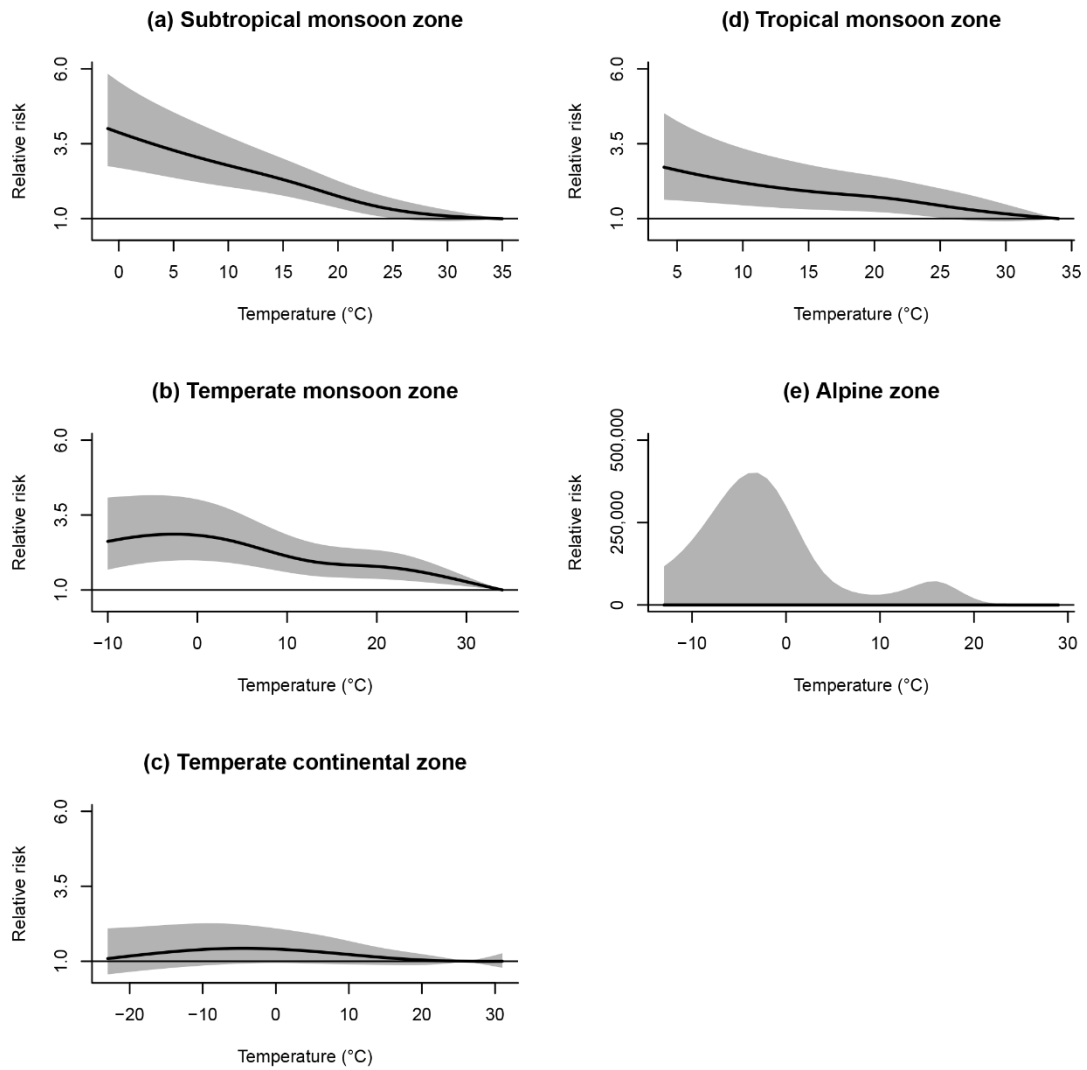 (a) Subtropical monsoon zone
Relative risk
6.0
3.5
1.0
0 5 10 15 20 25 30 35
Temperature (°C)
(d) Tropical monsoon zone
Relative risk
6.0
3.5
1.0
5 10 15 20 25 30 35
Temperature (°C)
(b) Temperate monsoon zone
Relative risk
6.0
3.5
1.0
−10 0 10 20 30
Temperature (°C)
(e) Alpine zone
Relative risk
500,000
250,000
0
−10 0 10 20 30
Temperature (°C)
(c) Temperate continental zone
Relative risk
6.0
3.5
1.0
−20 −10 0 10 20 30
Temperature (°C)